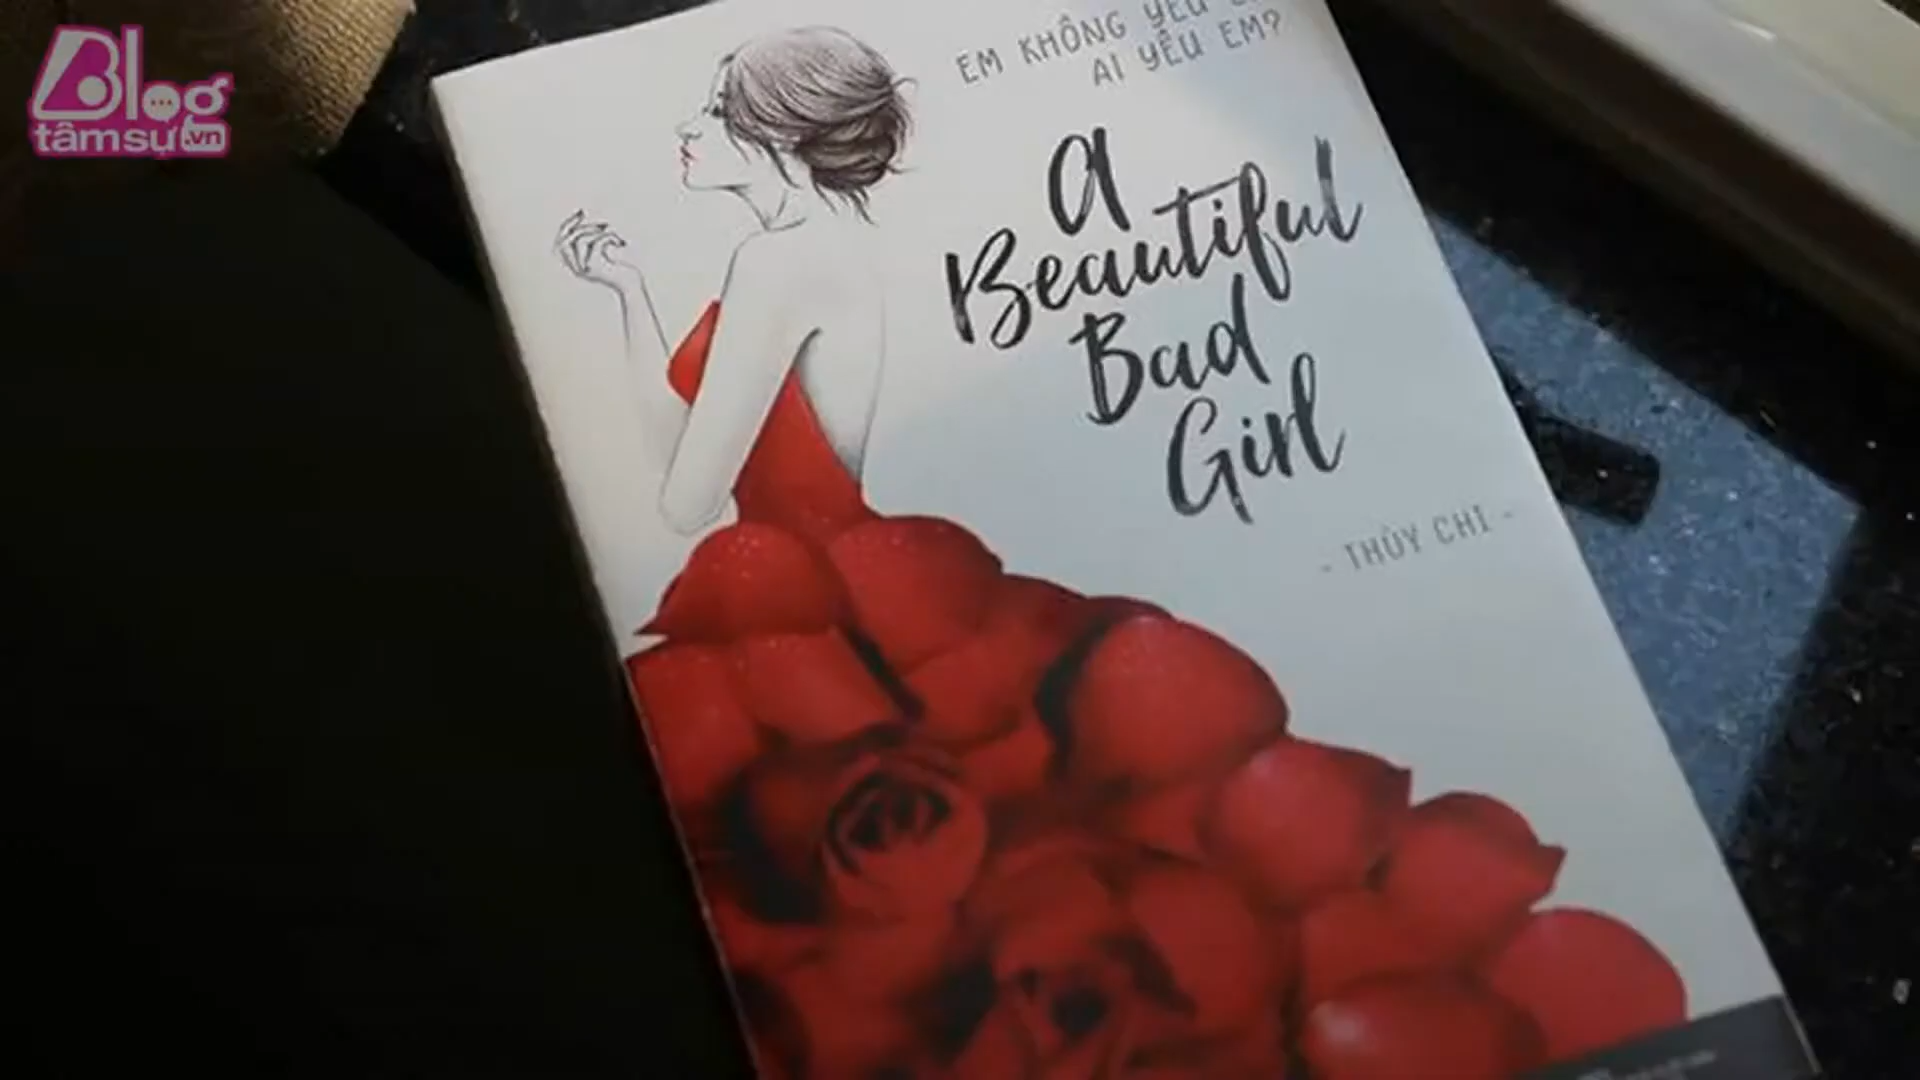 Blog
tâmsự.vn
EM KHÔNG YÊU
AI YÊU EM?
A
Beautiful
Bad
Girl
- THÙY CHI -